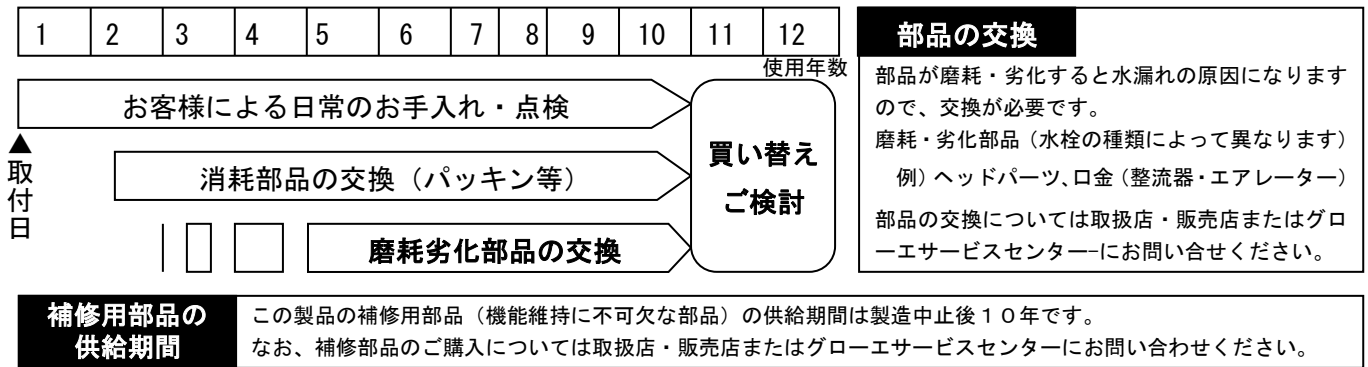 1 2 3 4 5 6 7 8 9 10 11 12
使用年数
お客様による日常のお手入れ・点検
▲
取付日
消耗部品の交換（パッキン等）
磨耗劣化部品の交換
買い替え
ご検討
部品の交換
部品が磨耗・劣化すると水漏れの原因になります
ので、交換が必要です。
磨耗・劣化部品（水栓の種類によって異なります）
例）ヘッドパーツ、口金（整流器・エアレーター）
部品の交換については取扱店・販売店またはグロ
ーエサービスセンター-にお問い合せください。
補修用部品の
供給期間
この製品の補修用部品（機能維持に不可欠な部品）の供給期間は製造中止後１０年です。
なお、補修部品のご購入については取扱店・販売店またはグローエサービスセンターにお問い合わせください。